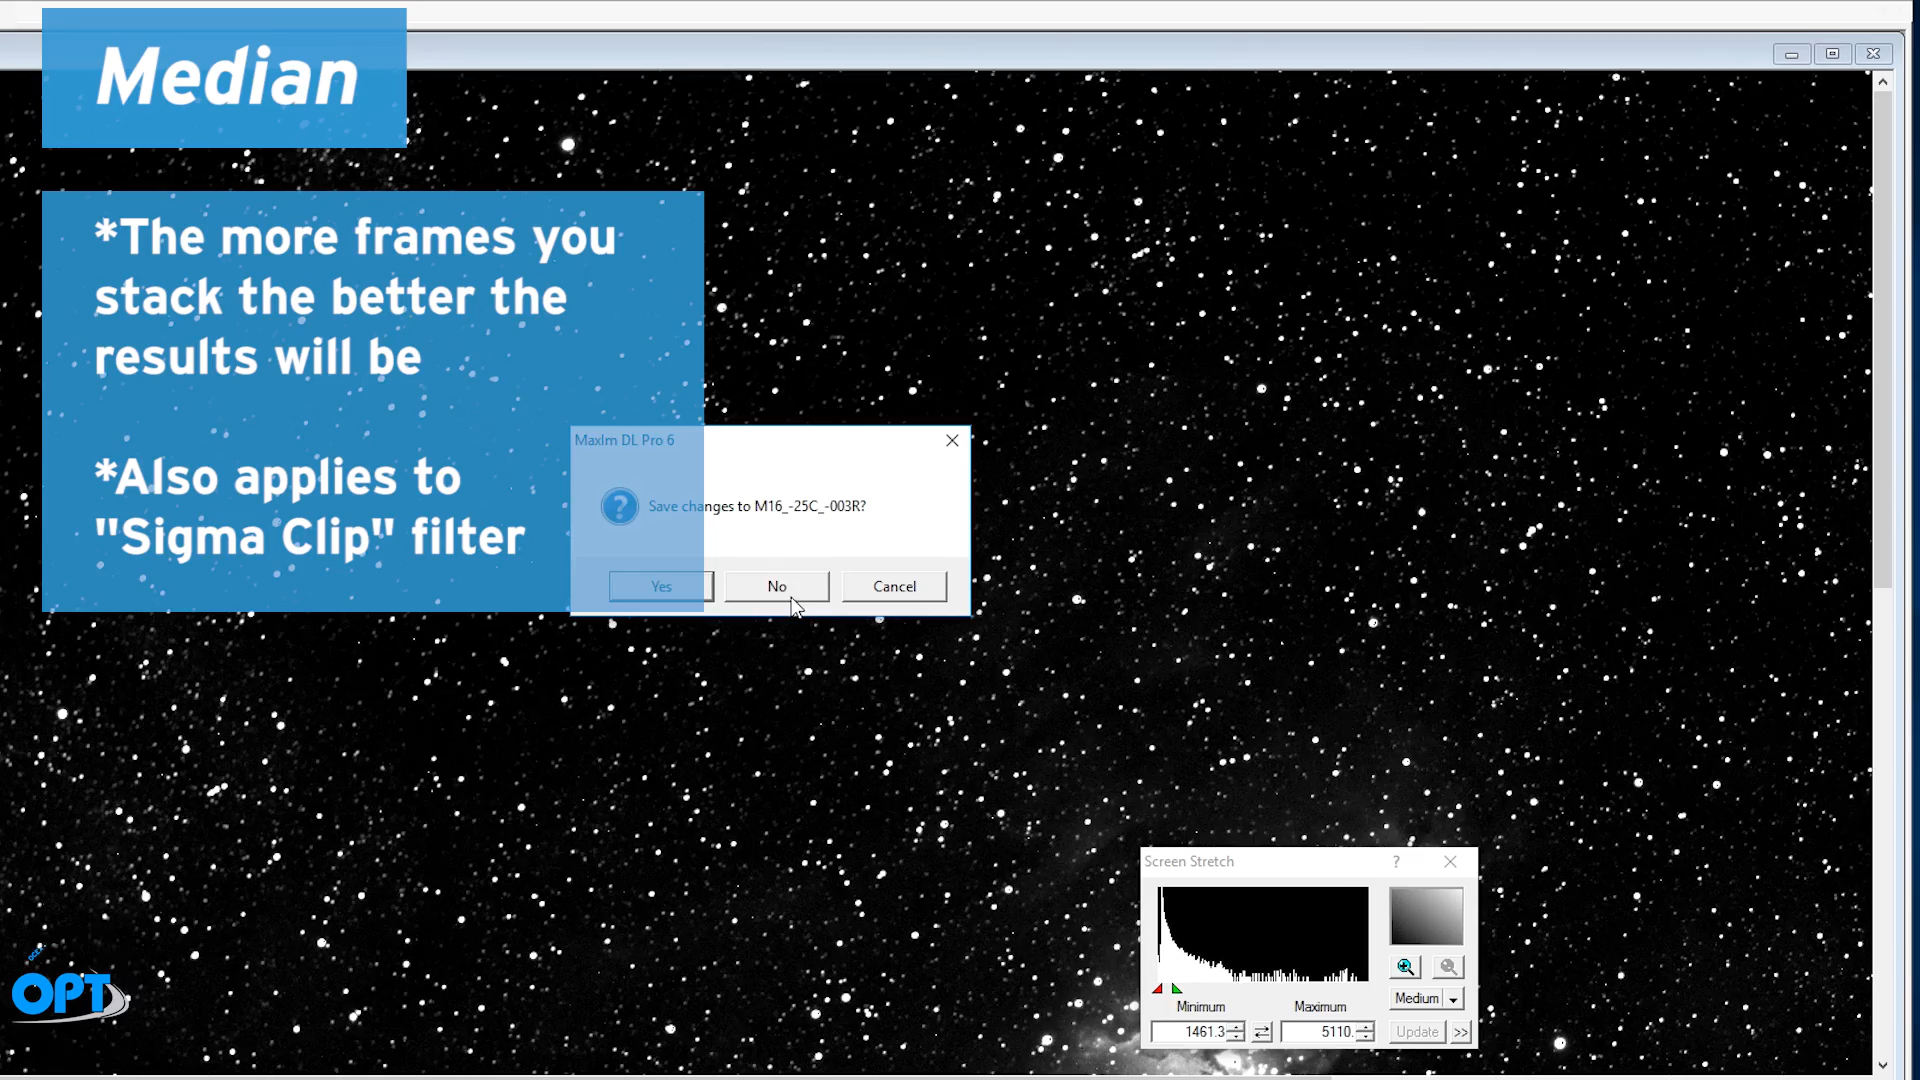 Median
*The more frames you
stack the better the
results will be
*Also applies to
"Sigma Clip" filter
MaxIm DL Pro 6
Save changes to M16_-25C_-003R?
Yes
No
Cancel
Screen Stretch
?
Minimum
Maximum
Medium
1461.3
5110.
Update
>>
OPT